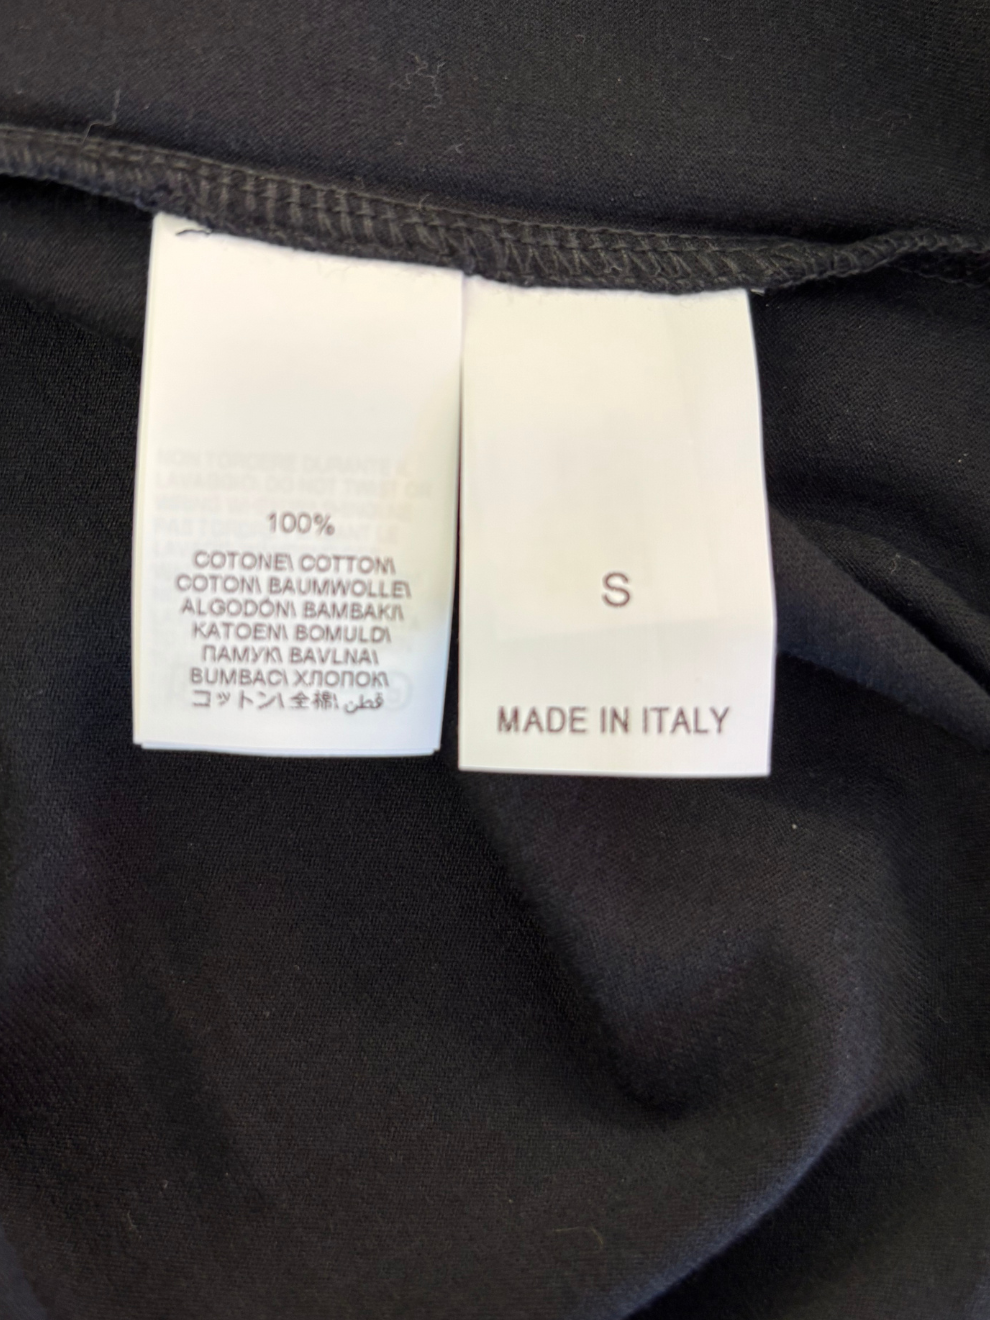 100%
COTONE\ COTTON\
COTON\ BAUMWOLLE\
ALGODÓN\ BAMBAKI\
KATOEN\ BOMULD\
ПАМУК\ BAVLNA\
BUMBAC\ ХЛОПОК\
コットン\ 全棉\ قطن
S
MADE IN ITALY